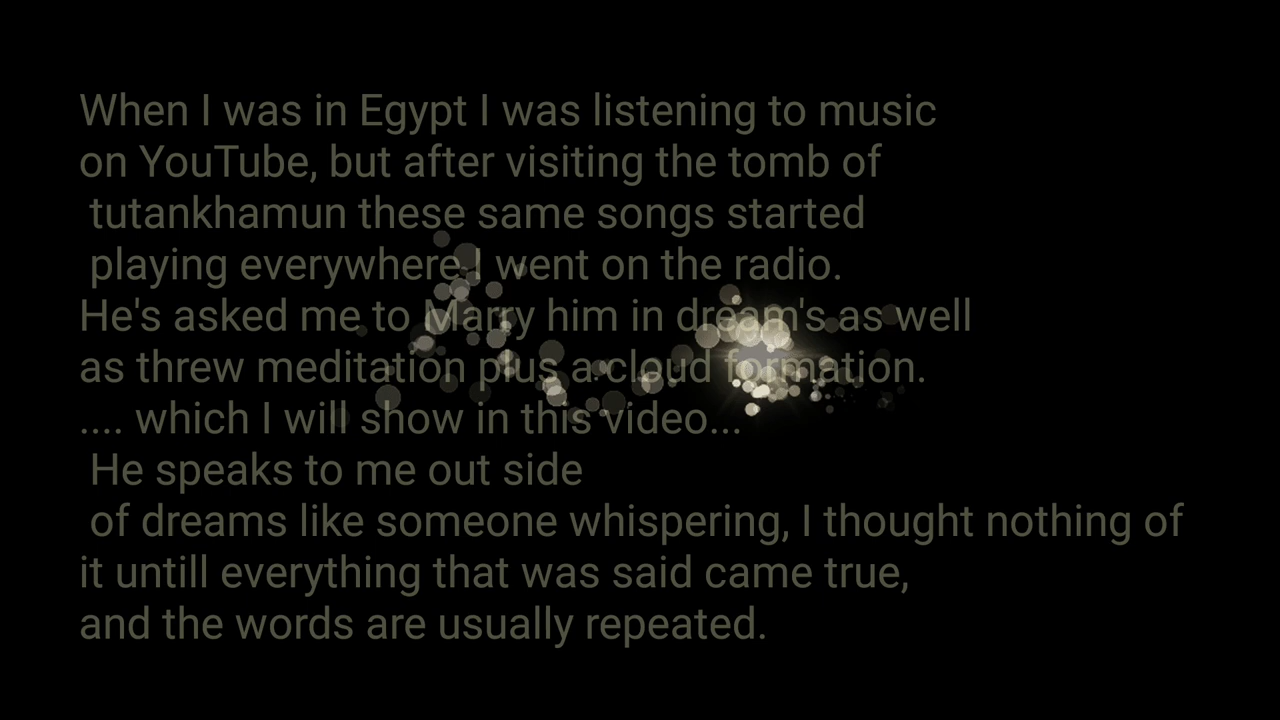 When I was in Egypt I was listening to music
on YouTube, but after visiting the tomb of
tutankhamun these same songs started
playing everywhere I went on the radio.
He's asked me to Marry him in dream's as well
as threw meditation plus a cloud formation.
.... which I will show in this video...
He speaks to me out side
of dreams like someone whispering, I thought nothing of
it untill everything that was said came true,
and the words are usually repeated.